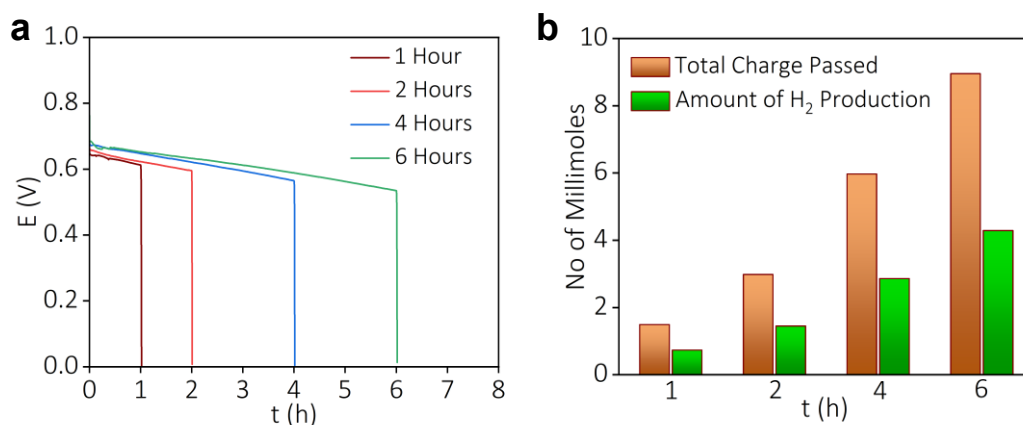 a
1.0
0.8
0.6
0.4
0.2
0.0
E (V)
1 Hour
2 Hours
4 Hours
6 Hours
0 1 2 3 4 5 6 7 8
t (h)
b
10
8
6
4
2
0
No of Millimoles
Total Charge Passed
Amount of H₂ Production
1 2 4 6
t (h)